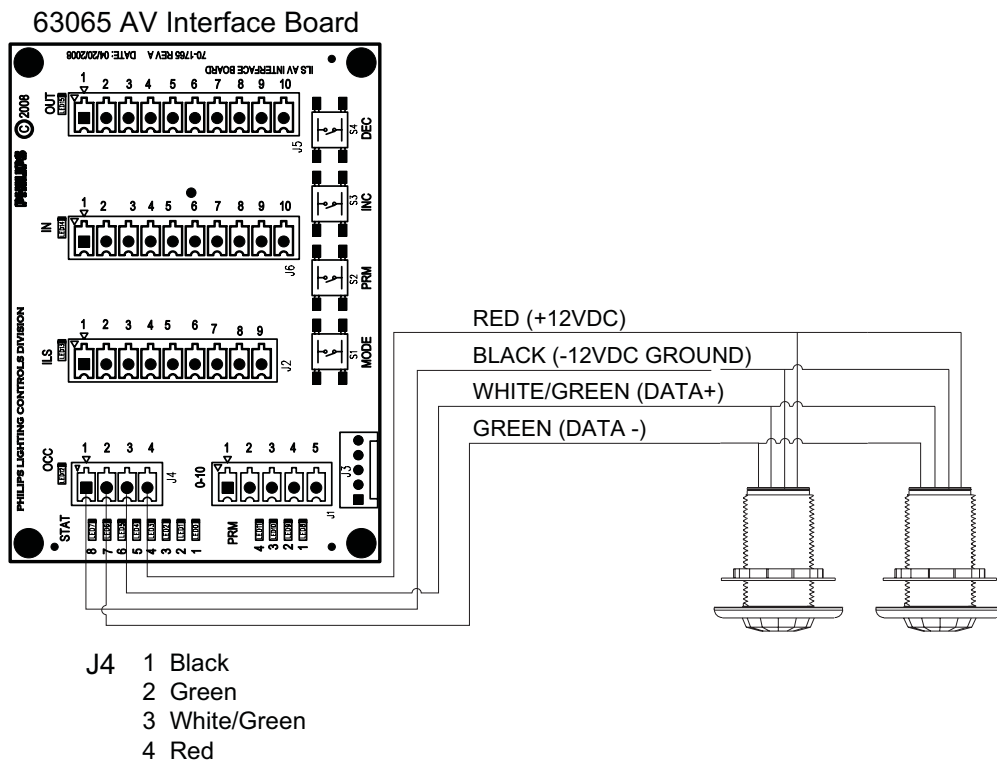 63065 AV Interface Board
70-1765 REV A DATE: 04/20/2008
ILS AV INTERFACE BOARD
PHILIPS © 2008
PHILIPS LIGHTING CONTROLS DIVISION
OUT
1 2 3 4 5 6 7 8 9 10
J5
S4
DEC
IN
1 2 3 4 5 6 7 8 9 10
J6
S3
INC
S2
PRM
ILS
1 2 3 4 5 6 7 8 9
J2
S1
MODE
OCC
1 2 3 4
J4
0-10
1 2 3 4 5
J1
J3
STAT
8 7 6 5 4 3 2 1
PRM
4 3 2 1
RED (+12VDC)
BLACK (-12VDC GROUND)
WHITE/GREEN (DATA+)
GREEN (DATA -)
J4 1 Black
2 Green
3 White/Green
4 Red